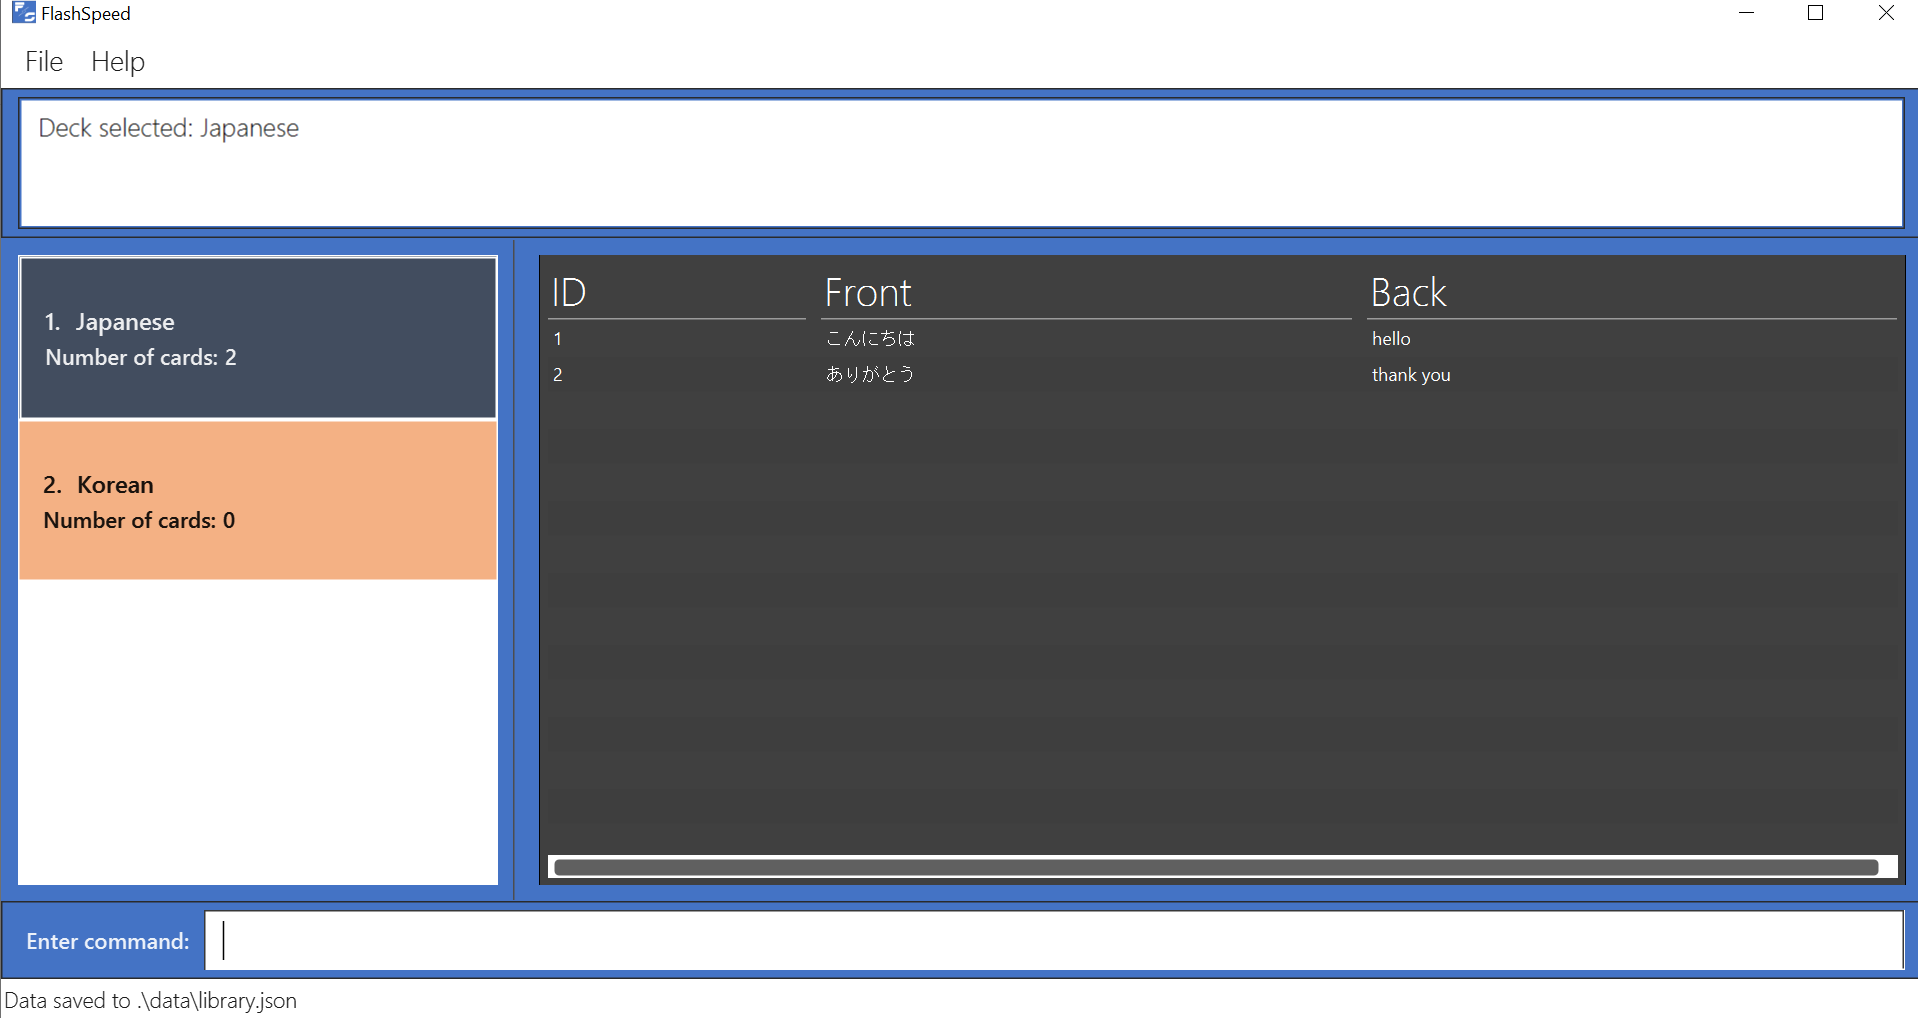 FlashSpeed
File Help
Deck selected: Japanese
1. Japanese
Number of cards: 2
2. Korean
Number of cards: 0
ID Front Back
1 こんにちは hello
2 ありがとう thank you
Enter command:
Data saved to .\data\library.json